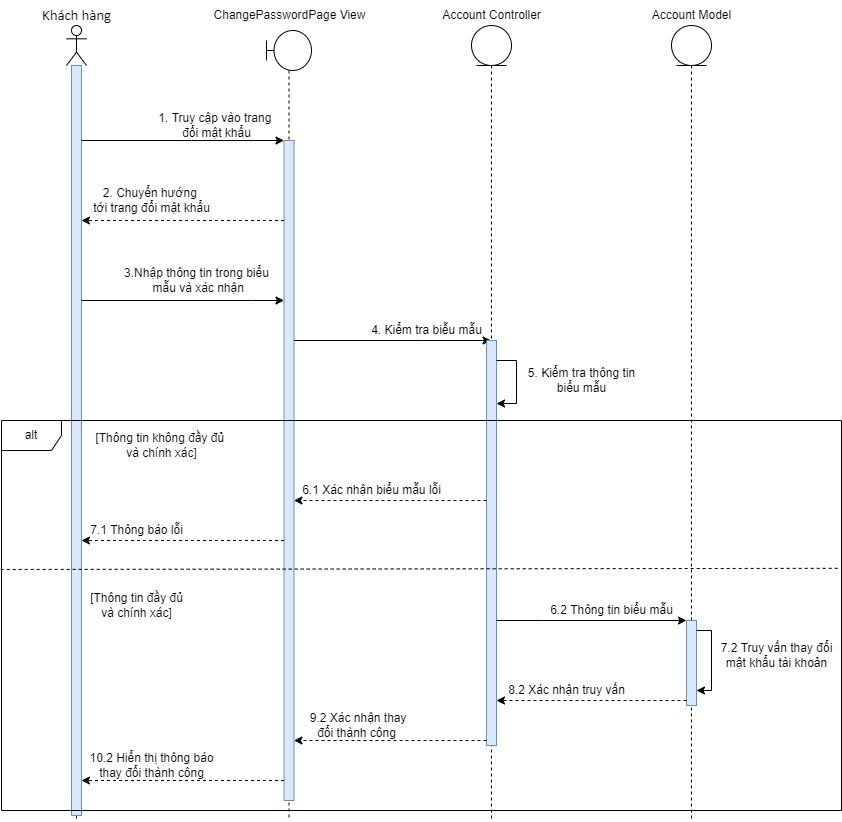 Khách hàng
ChangePasswordPage View
Account Controller
Account Model
1. Truy cập vào trang
đổi mật khẩu
2. Chuyển hướng
tới trang đổi mật khẩu
3.Nhập thông tin trong biểu
mẫu và xác nhận
4. Kiểm tra biễu mẫu
5. Kiểm tra thông tin
biểu mẫu
alt
[Thông tin không đầy đủ
và chính xác]
6.1 Xác nhận biểu mẫu lỗi
7.1 Thông báo lỗi
[Thông tin đầy đủ
và chính xác]
6.2 Thông tin biểu mẫu
7.2 Truy vấn thay đổi
mật khẩu tài khoản
8.2 Xác nhận truy vấn
9.2 Xác nhận thay
đổi thành công
10.2 Hiển thị thông báo
thay đổi thành công